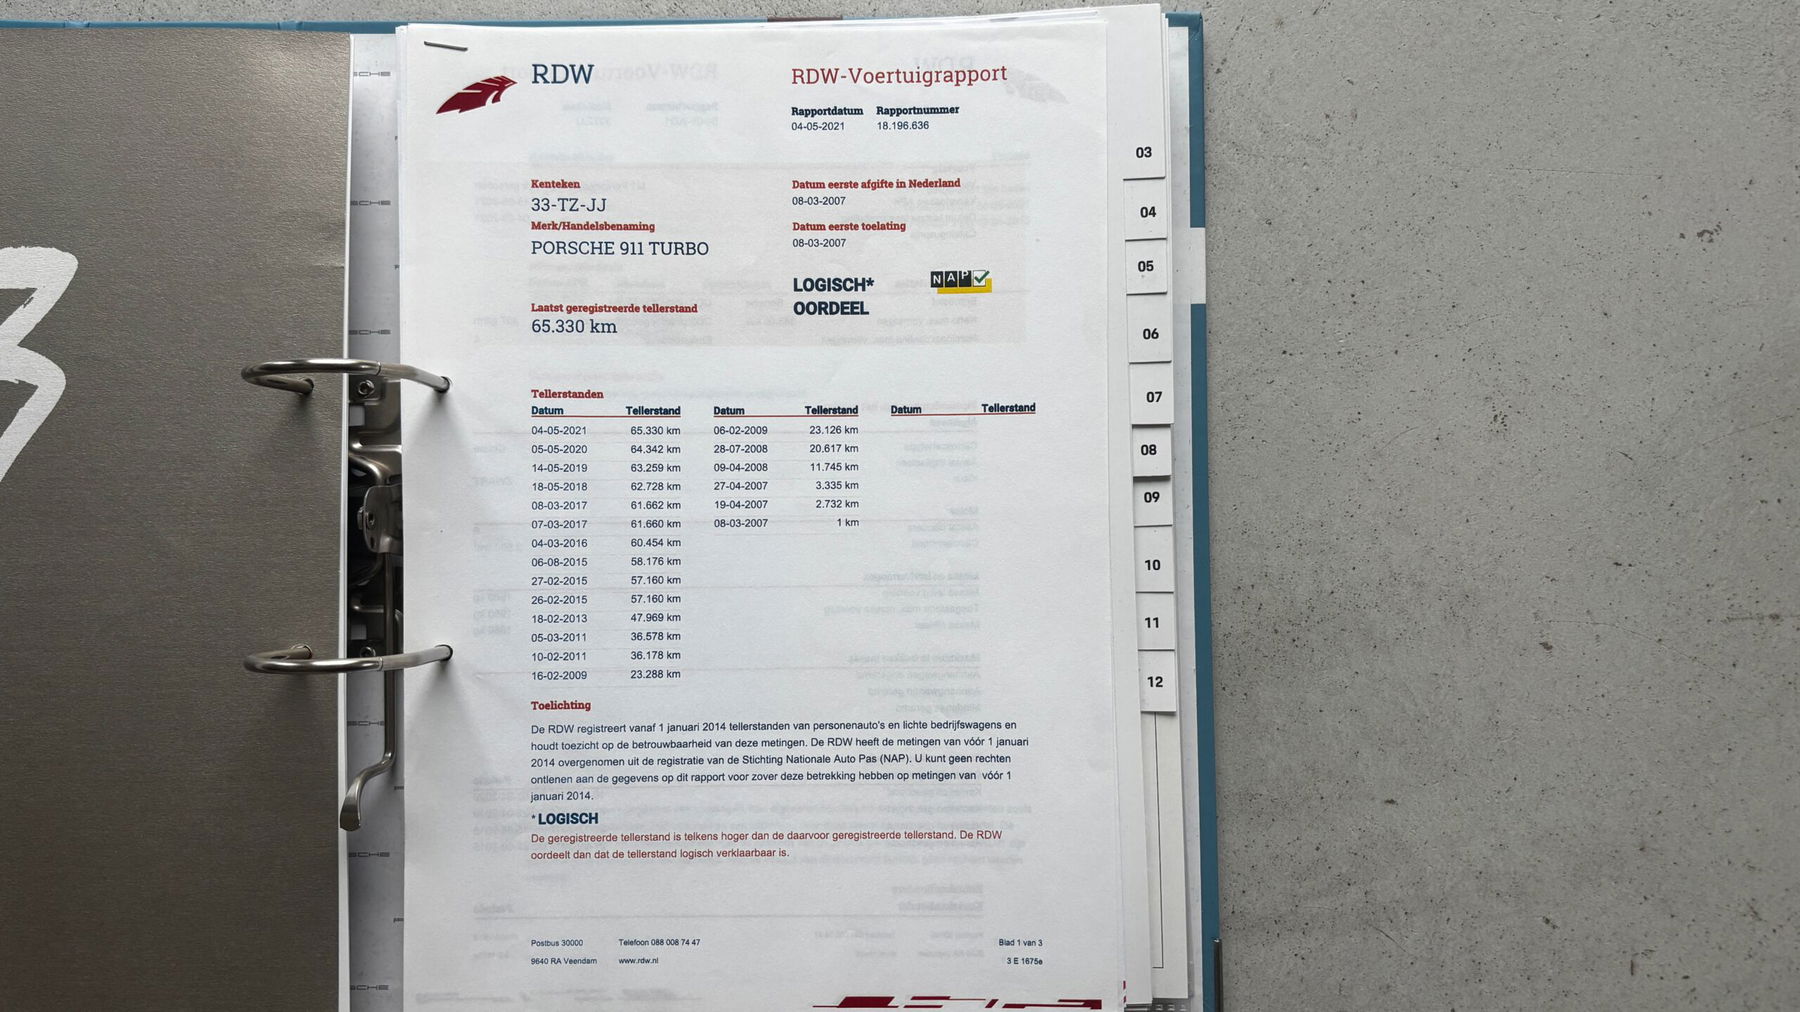 RDW
RDW-Voertuigrapport
Rapportdatum Rapportnummer
04-05-2021 18.196.636
Kenteken
33-TZ-JJ
Merk/Handelsbenaming
PORSCHE 911 TURBO
Laatst geregistreerde tellerstand
65.330 km
Datum eerste afgifte in Nederland
08-03-2007
Datum eerste toelating
08-03-2007
LOGISCH*
OORDEEL
NAP
Tellerstanden
Datum Tellerstand Datum Tellerstand Datum Tellerstand
04-05-2021 65.330 km 06-02-2009 23.126 km
05-05-2020 64.342 km 28-07-2008 20.617 km
14-05-2019 63.259 km 09-04-2008 11.745 km
18-05-2018 62.728 km 27-04-2007 3.335 km
08-03-2017 61.662 km 19-04-2007 2.732 km
07-03-2017 61.660 km 08-03-2007 1 km
04-03-2016 60.454 km
06-08-2015 58.176 km
27-02-2015 57.160 km
26-02-2015 57.160 km
18-02-2013 47.969 km
05-03-2011 36.578 km
10-02-2011 36.178 km
16-02-2009 23.288 km
Toelichting
De RDW registreert vanaf 1 januari 2014 tellerstanden van personenauto's en lichte bedrijfswagens en
houdt toezicht op de betrouwbaarheid van deze metingen. De RDW heeft de metingen van vóór 1 januari
2014 overgenomen uit de registratie van de Stichting Nationale Auto Pas (NAP). U kunt geen rechten
ontlenen aan de gegevens op dit rapport voor zover deze betrekking hebben op metingen van vóór 1
januari 2014.
* LOGISCH
De geregistreerde tellerstand is telkens hoger dan de daarvoor geregistreerde tellerstand. De RDW
oordeelt dan dat de tellerstand logisch verklaarbaar is.
Postbus 30000 Telefoon 088 008 74 47 Blad 1 van 3
9640 RA Veendam www.rdw.nl 3 E 1675e
03
04
05
06
07
08
09
10
11
12
3